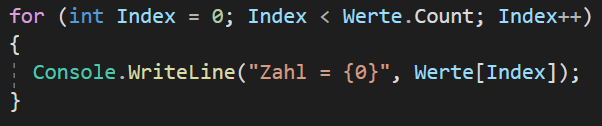 for (int Index = 0; Index < Werte.Count; Index++)
{
  Console.WriteLine("Zahl = {0}", Werte[Index]);
}